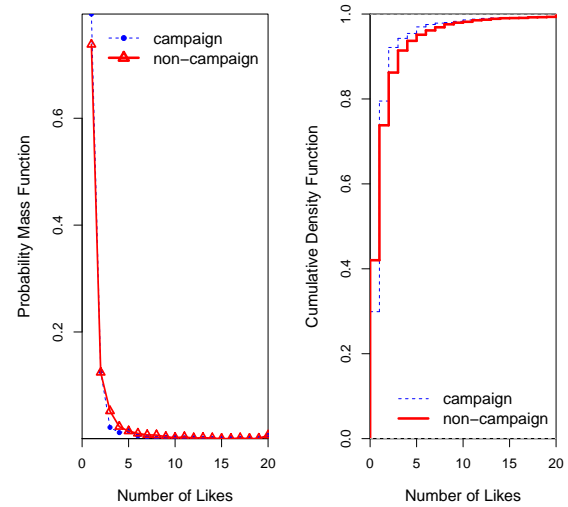 campaign
non−campaign
0.2
0.4
0.6
Probability Mass Function
0
5
10
15
20
Number of Likes
0.0
0.2
0.4
0.6
0.8
1.0
Cumulative Density Function
campaign
non−campaign
0
5
10
15
20
Number of Likes